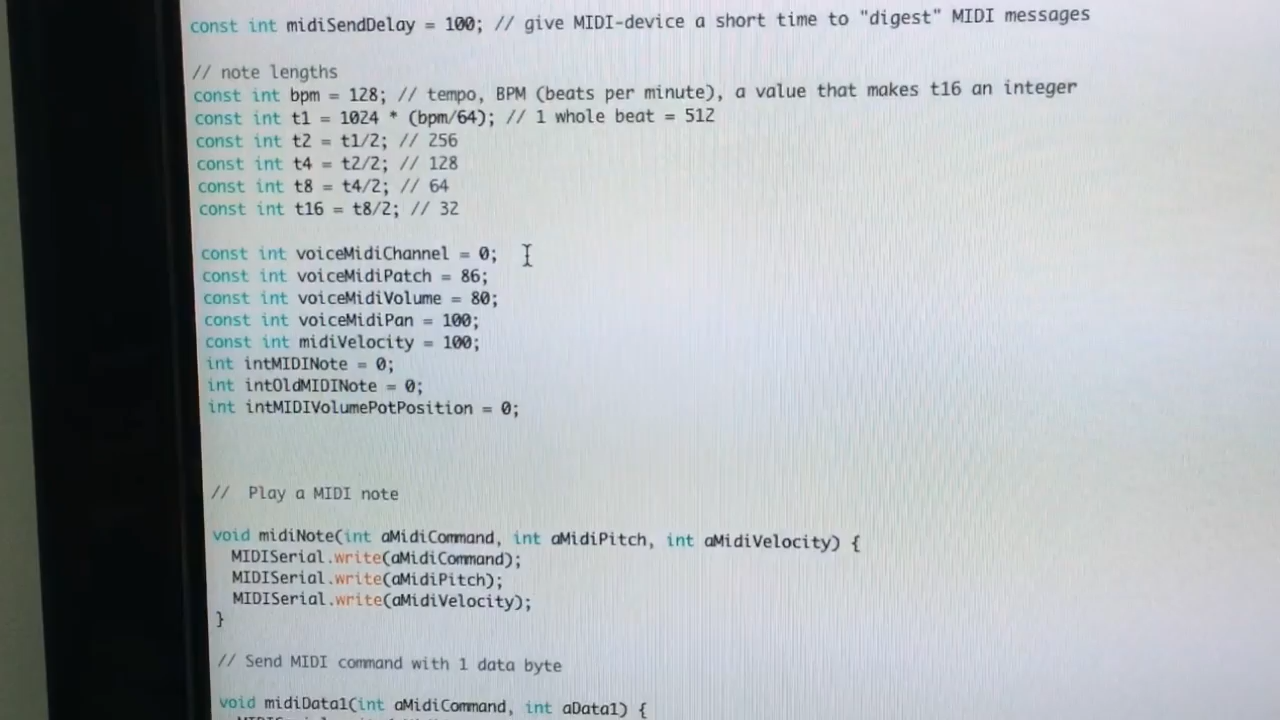 const int midiSendDelay = 100; // give MIDI-device a short time to "digest" MIDI messages
// note lengths
const int bpm = 128; // tempo, BPM (beats per minute), a value that makes t16 an integer
const int t1 = 1024 * (bpm/64); // 1 whole beat = 512
const int t2 = t1/2; // 256
const int t4 = t2/2; // 128
const int t8 = t4/2; // 64
const int t16 = t8/2; // 32
const int voiceMidiChannel = 0;
const int voiceMidiPatch = 86;
const int voiceMidiVolume = 80;
const int voiceMidiPan = 100;
const int midiVelocity = 100;
int intMIDINote = 0;
int intOldMIDINote = 0;
int intMIDIVolumePotPosition = 0;
//  Play a MIDI note
void midiNote(int aMidiCommand, int aMidiPitch, int aMidiVelocity) {
  MIDISerial.write(aMidiCommand);
  MIDISerial.write(aMidiPitch);
  MIDISerial.write(aMidiVelocity);
}
// Send MIDI command with 1 data byte
void midiData1(int aMidiCommand, int aData1) {